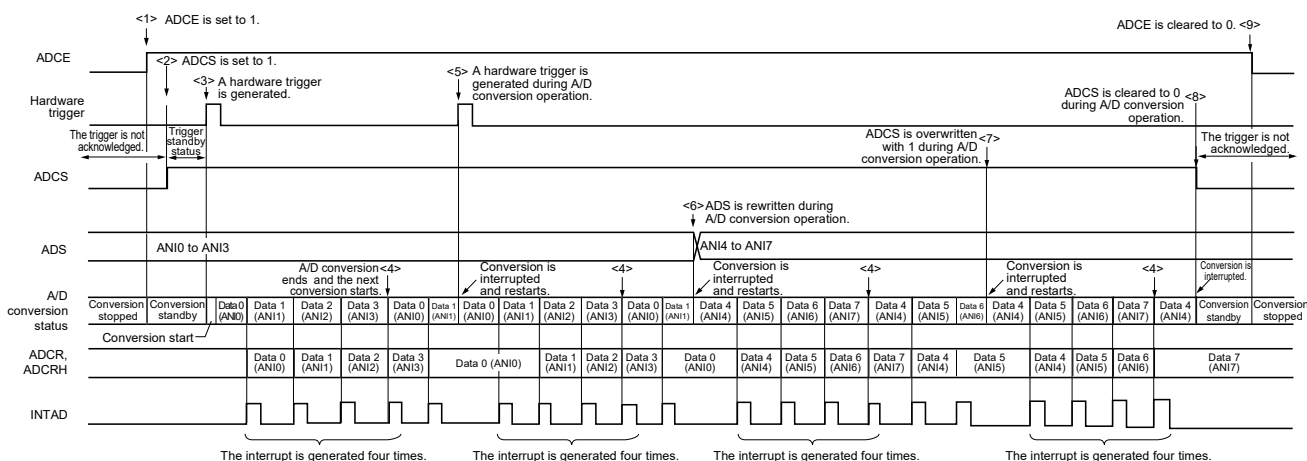 <1> ADCE is set to 1.
ADCE is cleared to 0. <9>
ADCE
<2> ADCS is set to 1.
<3> A hardware trigger
is generated.
<5> A hardware trigger is
generated during A/D
conversion operation.
ADCS is cleared to 0 <8>
during A/D conversion
operation.
Hardware
trigger
The trigger is not
acknowledged.
Trigger
standby
status
ADCS is overwritten <7>
with 1 during A/D
conversion operation.
The trigger is not
acknowledged.
ADCS
<6> ADS is rewritten during
A/D conversion operation.
ADS
ANI0 to ANI3
ANI4 to ANI7
A/D conversion <4>
ends and the next
conversion starts.
Conversion is
interrupted
and restarts.
<4>
Conversion is
interrupted
and restarts.
<4>
Conversion is
interrupted
and restarts.
<4>
Conversion is
interrupted.
A/D
conversion
status
Conversion
stopped
Conversion
standby
Data 0
(ANI0)
Data 1
(ANI1)
Data 2
(ANI2)
Data 3
(ANI3)
Data 0
(ANI0)
Data 1
(ANI1)
Data 0
(ANI0)
Data 1
(ANI1)
Data 2
(ANI2)
Data 3
(ANI3)
Data 0
(ANI0)
Data 1
(ANI1)
Data 4
(ANI4)
Data 5
(ANI5)
Data 6
(ANI6)
Data 7
(ANI7)
Data 4
(ANI4)
Data 5
(ANI5)
Data 6
(ANI6)
Data 4
(ANI4)
Data 5
(ANI5)
Data 6
(ANI6)
Data 7
(ANI7)
Data 4
(ANI4)
Conversion
standby
Conversion
stopped
Conversion start
ADCR,
ADCRH
Data 0
(ANI0)
Data 1
(ANI1)
Data 2
(ANI2)
Data 3
(ANI3)
Data 0 (ANI0)
Data 1
(ANI1)
Data 2
(ANI2)
Data 3
(ANI3)
Data 0
(ANI0)
Data 4
(ANI4)
Data 5
(ANI5)
Data 6
(ANI6)
Data 7
(ANI7)
Data 4
(ANI4)
Data 5
(ANI5)
Data 4
(ANI4)
Data 5
(ANI5)
Data 6
(ANI6)
Data 7
(ANI7)
INTAD
The interrupt is generated four times.
The interrupt is generated four times.
The interrupt is generated four times.
The interrupt is generated four times.